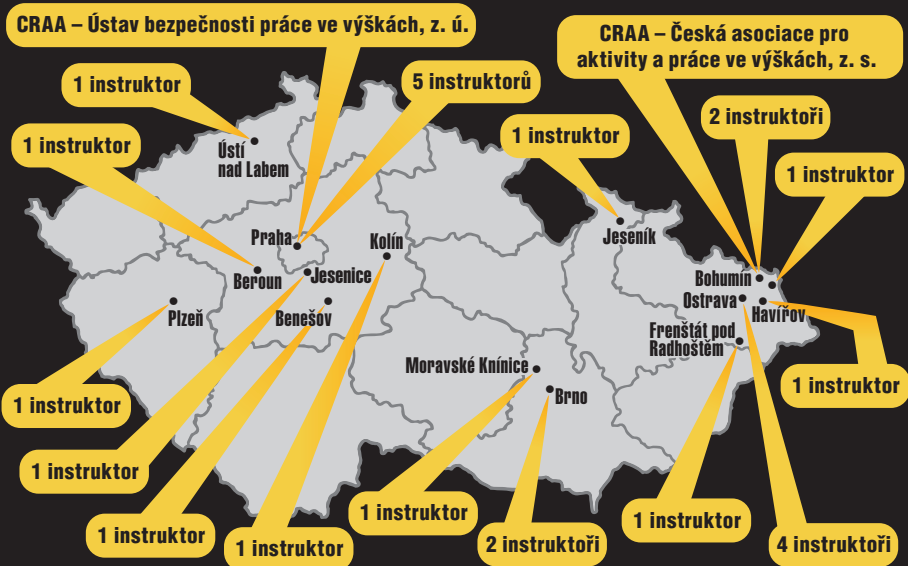 CRAA – Ústav bezpečnosti práce ve výškách, z. ú.
CRAA – Česká asociace pro
aktivity a práce ve výškách, z. s.
1 instruktor
5 instruktorů
2 instruktoři
1 instruktor
1 instruktor
1 instruktor
Ústí
nad Labem
Praha
Kolín
Jeseník
Beroun
Jesenice
Bohumín
Ostrava
Havířov
Plzeň
Benešov
Frenštát pod
Radhoštěm
Moravské Knínice
Brno
1 instruktor
1 instruktor
1 instruktor
1 instruktor
1 instruktor
1 instruktor
2 instruktoři
1 instruktor
4 instruktoři
1 instruktor